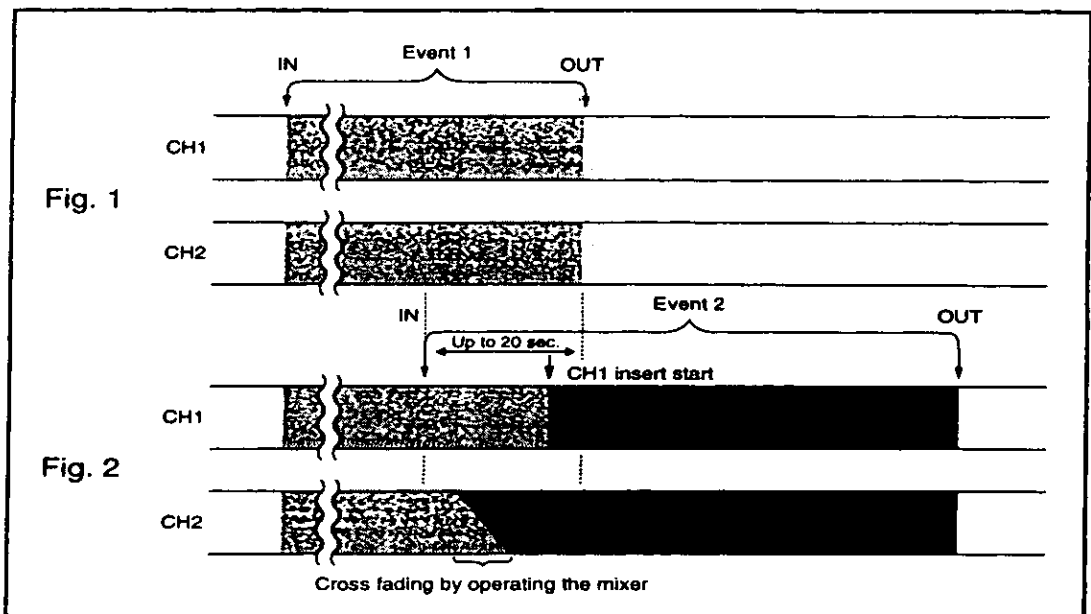 Event 1
IN
OUT
CH1
Fig. 1
CH2
Event 2
IN
OUT
Up to 20 sec.
CH1 insert start
CH1
Fig. 2
CH2
Cross fading by operating the mixer